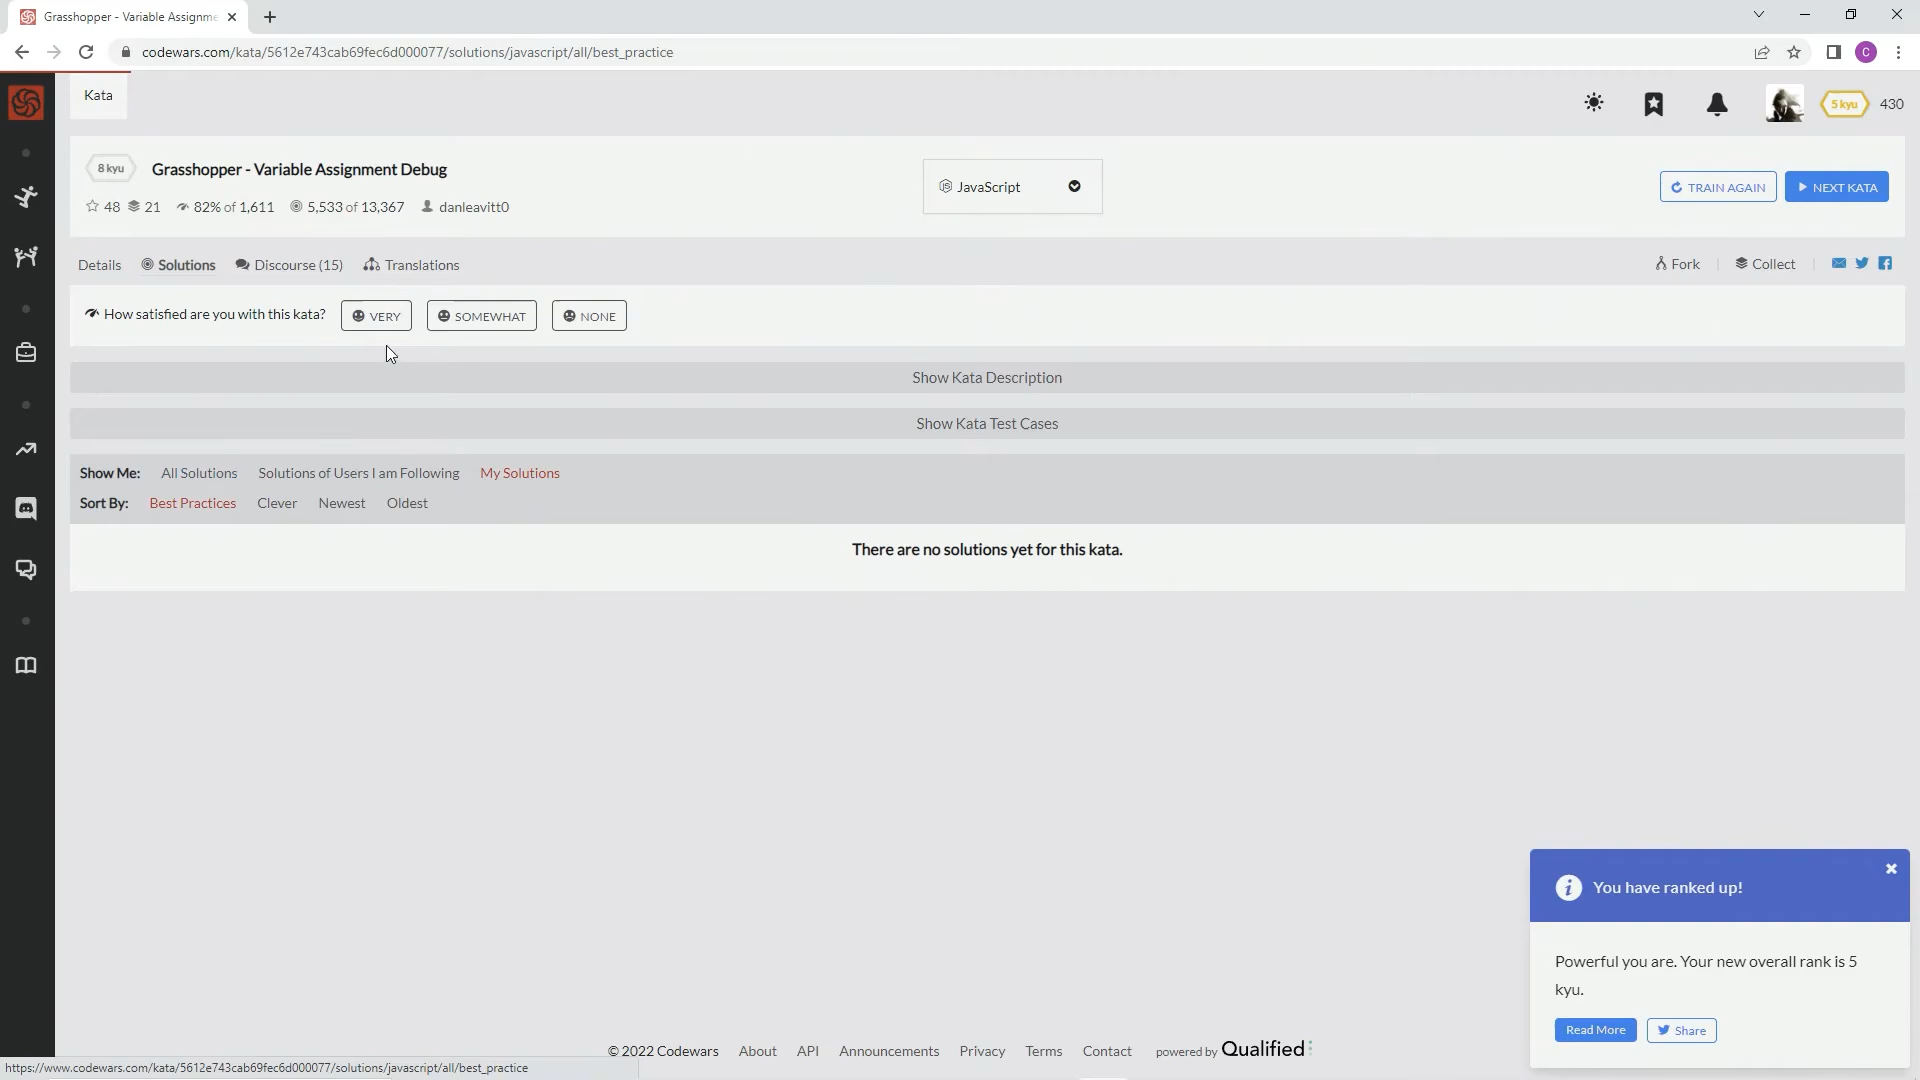 Grasshopper - Variable Assignme
codewars.com/kata/5612e743cab69fec6d000077/solutions/javascript/all/best_practice
C
Kata
5 kyu 430
8 kyu Grasshopper - Variable Assignment Debug
JavaScript
TRAIN AGAIN NEXT KATA
48 21 82% of 1,611 5,533 of 13,367 danleavitt0
Details Solutions Discourse (15) Translations Fork | Collect |
How satisfied are you with this kata? VERY SOMEWHAT NONE
Show Kata Description
Show Kata Test Cases
Show Me: All Solutions Solutions of Users I am Following My Solutions
Sort By: Best Practices Clever Newest Oldest
There are no solutions yet for this kata.
You have ranked up!
Powerful you are. Your new overall rank is 5
kyu.
Read More Share
© 2022 Codewars About API Announcements Privacy Terms Contact powered by Qualified
https://www.codewars.com/kata/5612e743cab69fec6d000077/solutions/javascript/all/best_practice